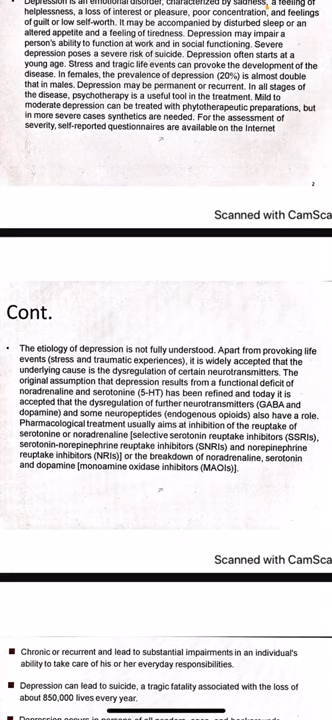 • Depression is an emotional disorder, characterized by sadness, a feeling of
helplessness, a loss of interest or pleasure, poor concentration, and feelings
of guilt or low self-worth. It may be accompanied by disturbed sleep or an
altered appetite and a feeling of tiredness. Depression may impair a
person's ability to function at work and in social functioning. Severe
depression poses a severe risk of suicide. Depression often starts at a
young age. Stress and tragic life events can provoke the development of the
disease. In females, the prevalence of depression (20%) is almost double
that in males. Depression may be permanent or recurrent. In all stages of
the disease, psychotherapy is a useful tool in the treatment. Mild to
moderate depression can be treated with phytotherapeutic preparations, but
in more severe cases synthetics are needed. For the assessment of
severity, self-reported questionnaires are available on the Internet
2
Scanned with CamSca
Cont.
• The etiology of depression is not fully understood. Apart from provoking life
events (stress and traumatic experiences), it is widely accepted that the
underlying cause is the dysregulation of certain neurotransmitters. The
original assumption that depression results from a functional deficit of
noradrenaline and serotonine (5-HT) has been refined and today it is
accepted that the dysregulation of further neurotransmitters (GABA and
dopamine) and some neuropeptides (endogenous opioids) also have a role.
Pharmacological treatment usually aims at inhibition of the reuptake of
serotonine or noradrenaline [selective serotonin reuptake inhibitors (SSRIs),
serotonin-norepinephrine reuptake inhibitors (SNRIs) and norepinephrine
reuptake inhibitors (NRIs)] or the breakdown of noradrenaline, serotonin
and dopamine [monoamine oxidase inhibitors (MAOIs)].
Scanned with CamSca
■ Chronic or recurrent and lead to substantial impairments in an individual's
ability to take care of his or her everyday responsibilities.
■ Depression can lead to suicide, a tragic fatality associated with the loss of
about 850,000 lives every year.
■ Depression occurs in persons of all genders, ages, and backgrounds